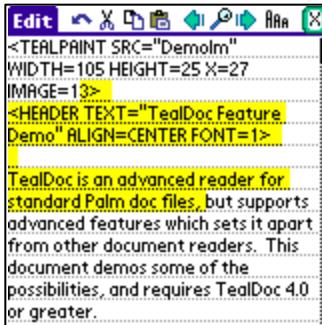 Edit AAA
<TEALPAINT SRC="DemoIm"
WIDTH=105 HEIGHT=25 X=27
IMAGE=13>
<HEADER TEXT="TealDoc Feature
Demo" ALIGN=CENTER FONT=1>
TealDoc is an advanced reader for
standard Palm doc files, but supports
advanced features which sets it apart
from other document readers.  This
document demos some of the
possibilities, and requires TealDoc 4.0
or greater.